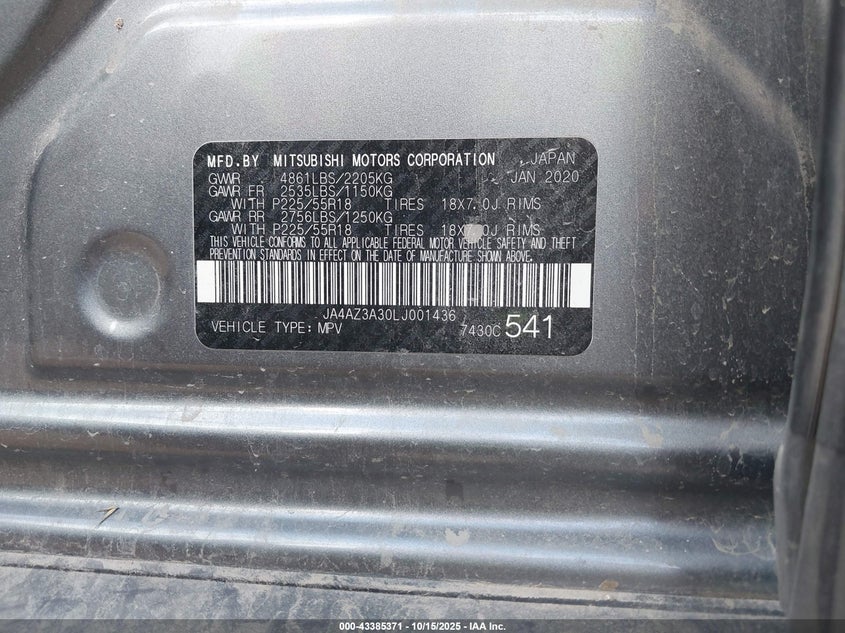 MFD.BY MITSUBISHI MOTORS CORPORATION JAPAN
GVWR 4861LBS/2205KG JAN 2020
GAWR FR 2535LBS/1150KG
WITH P225/55R18 TIRES 18X7.0J RIMS
GAWR RR 2756LBS/1250KG
WITH P225/55R18 TIRES 18X7.0J RIMS
THIS VEHICLE CONFORMS TO ALL APPLICABLE FEDERAL MOTOR VEHICLE SAFETY AND THEFT
PREVENTION STANDARDS IN EFFECT ON THE DATE OF MANUFACTURE SHOWN ABOVE.
JA4AZ3A30LJ001436
VEHICLE TYPE: MPV 7430C 541
000-43385371 - 10/15/2025 - IAA Inc.